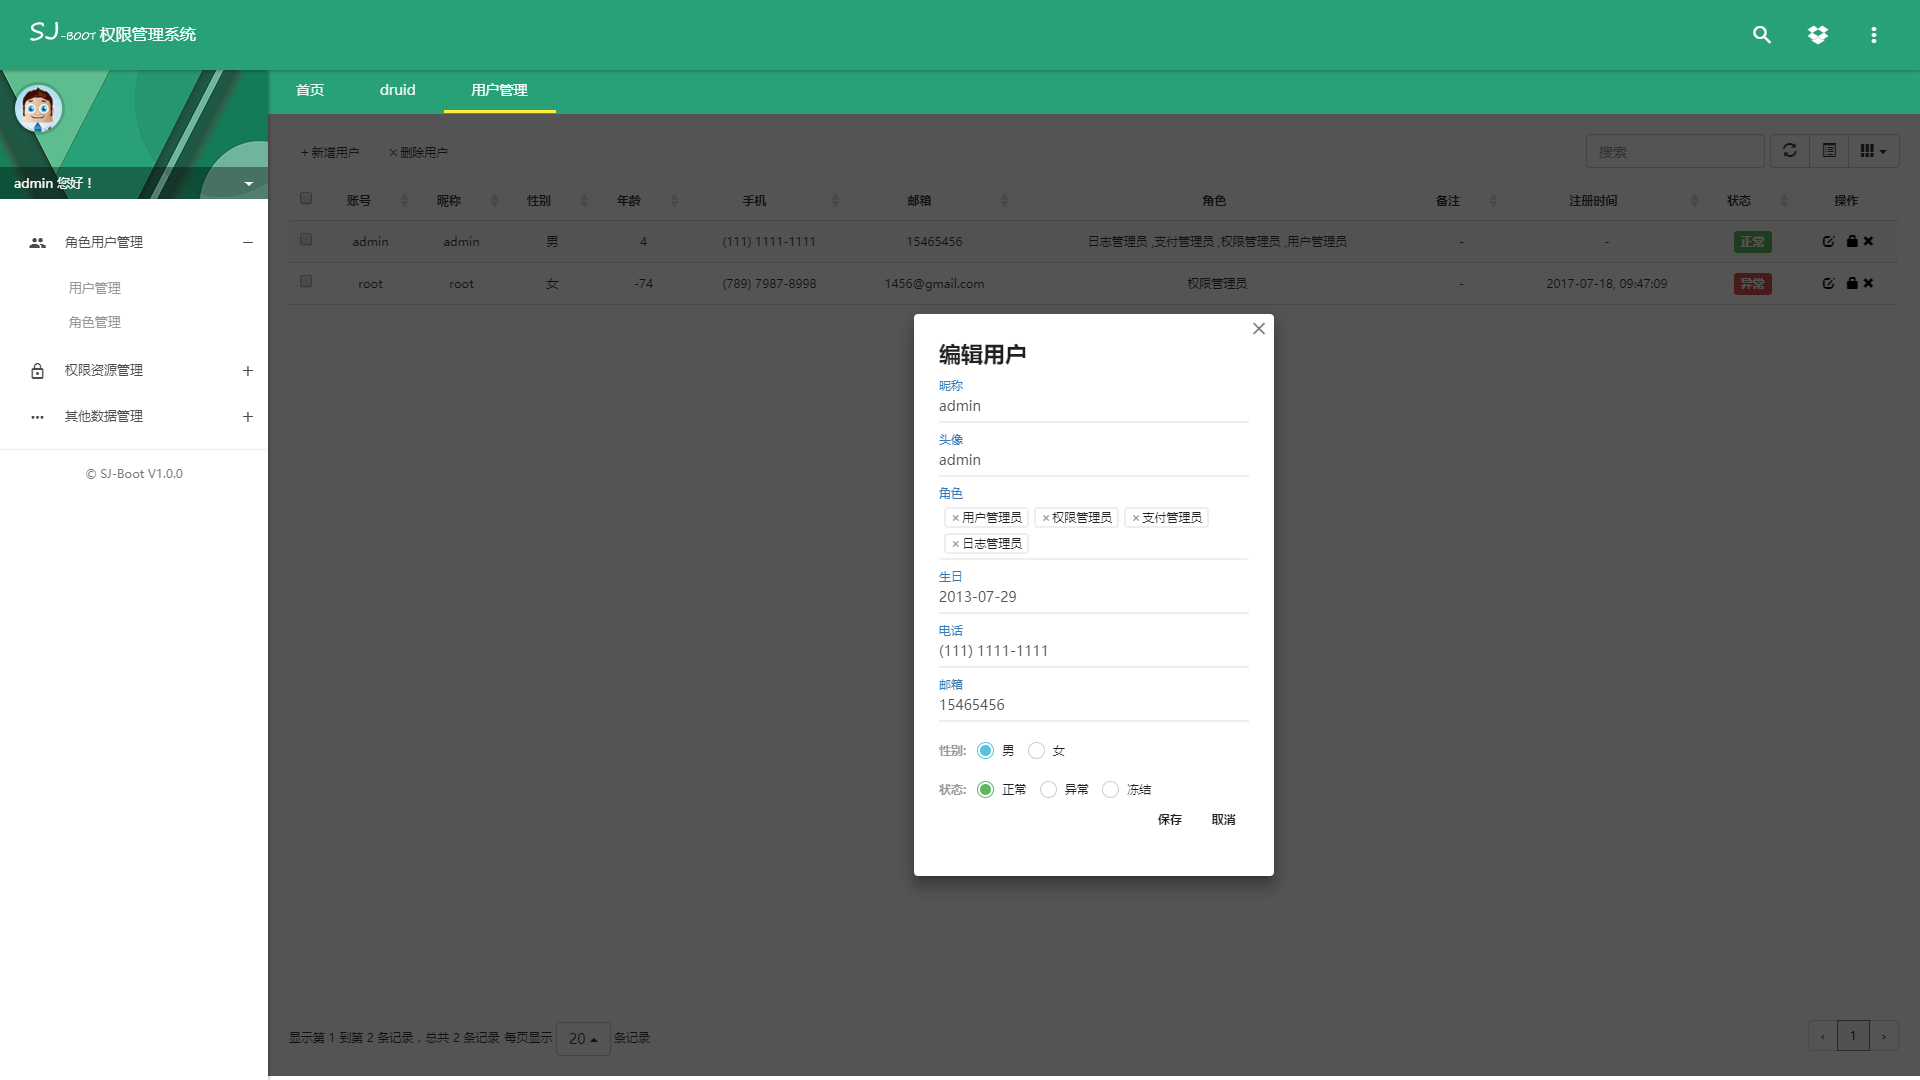 SJ-BOOT 权限管理系统
首页 druid 用户管理
admin 您好！
角色用户管理
用户管理
角色管理
权限资源管理
其他数据管理
© SJ-Boot V1.0.0
+ 新增用户 × 删除用户 搜索
账号 昵称 性别 年龄 手机 邮箱 角色 备注 注册时间 状态 操作
admin admin 男 4 (111) 1111-1111 15465456 日志管理员 ,支付管理员 ,权限管理员 ,用户管理员 - - 正常
root root 女 -74 (789) 7987-8998 1456@gmail.com 权限管理员 - 2017-07-18, 09:47:09 异常
编辑用户
昵称
admin
头像
admin
角色
×用户管理员 ×权限管理员 ×支付管理员
×日志管理员
生日
2013-07-29
电话
(111) 1111-1111
邮箱
15465456
性别: 男 女
状态: 正常 异常 冻结
保存 取消
显示第 1 到第 2 条记录，总共 2 条记录 每页显示 20 条记录
‹ 1 ›